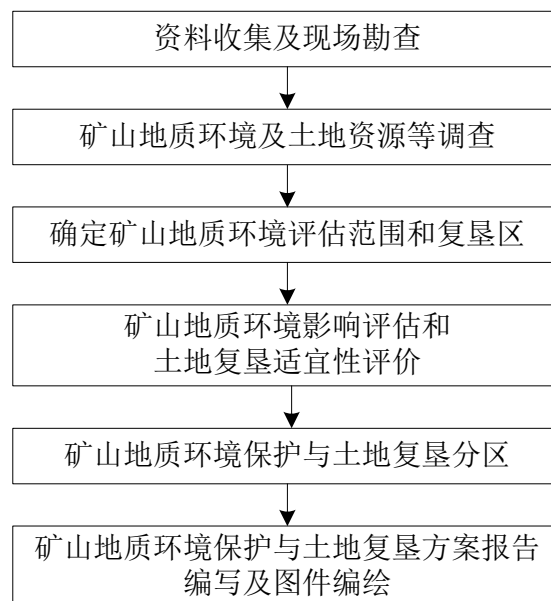 资料收集及现场勘查
矿山地质环境及土地资源等调查
确定矿山地质环境评估范围和复垦区
矿山地质环境影响评估和
土地复垦适宜性评价
矿山地质环境保护与土地复垦分区
矿山地质环境保护与土地复垦方案报告
编写及图件编绘